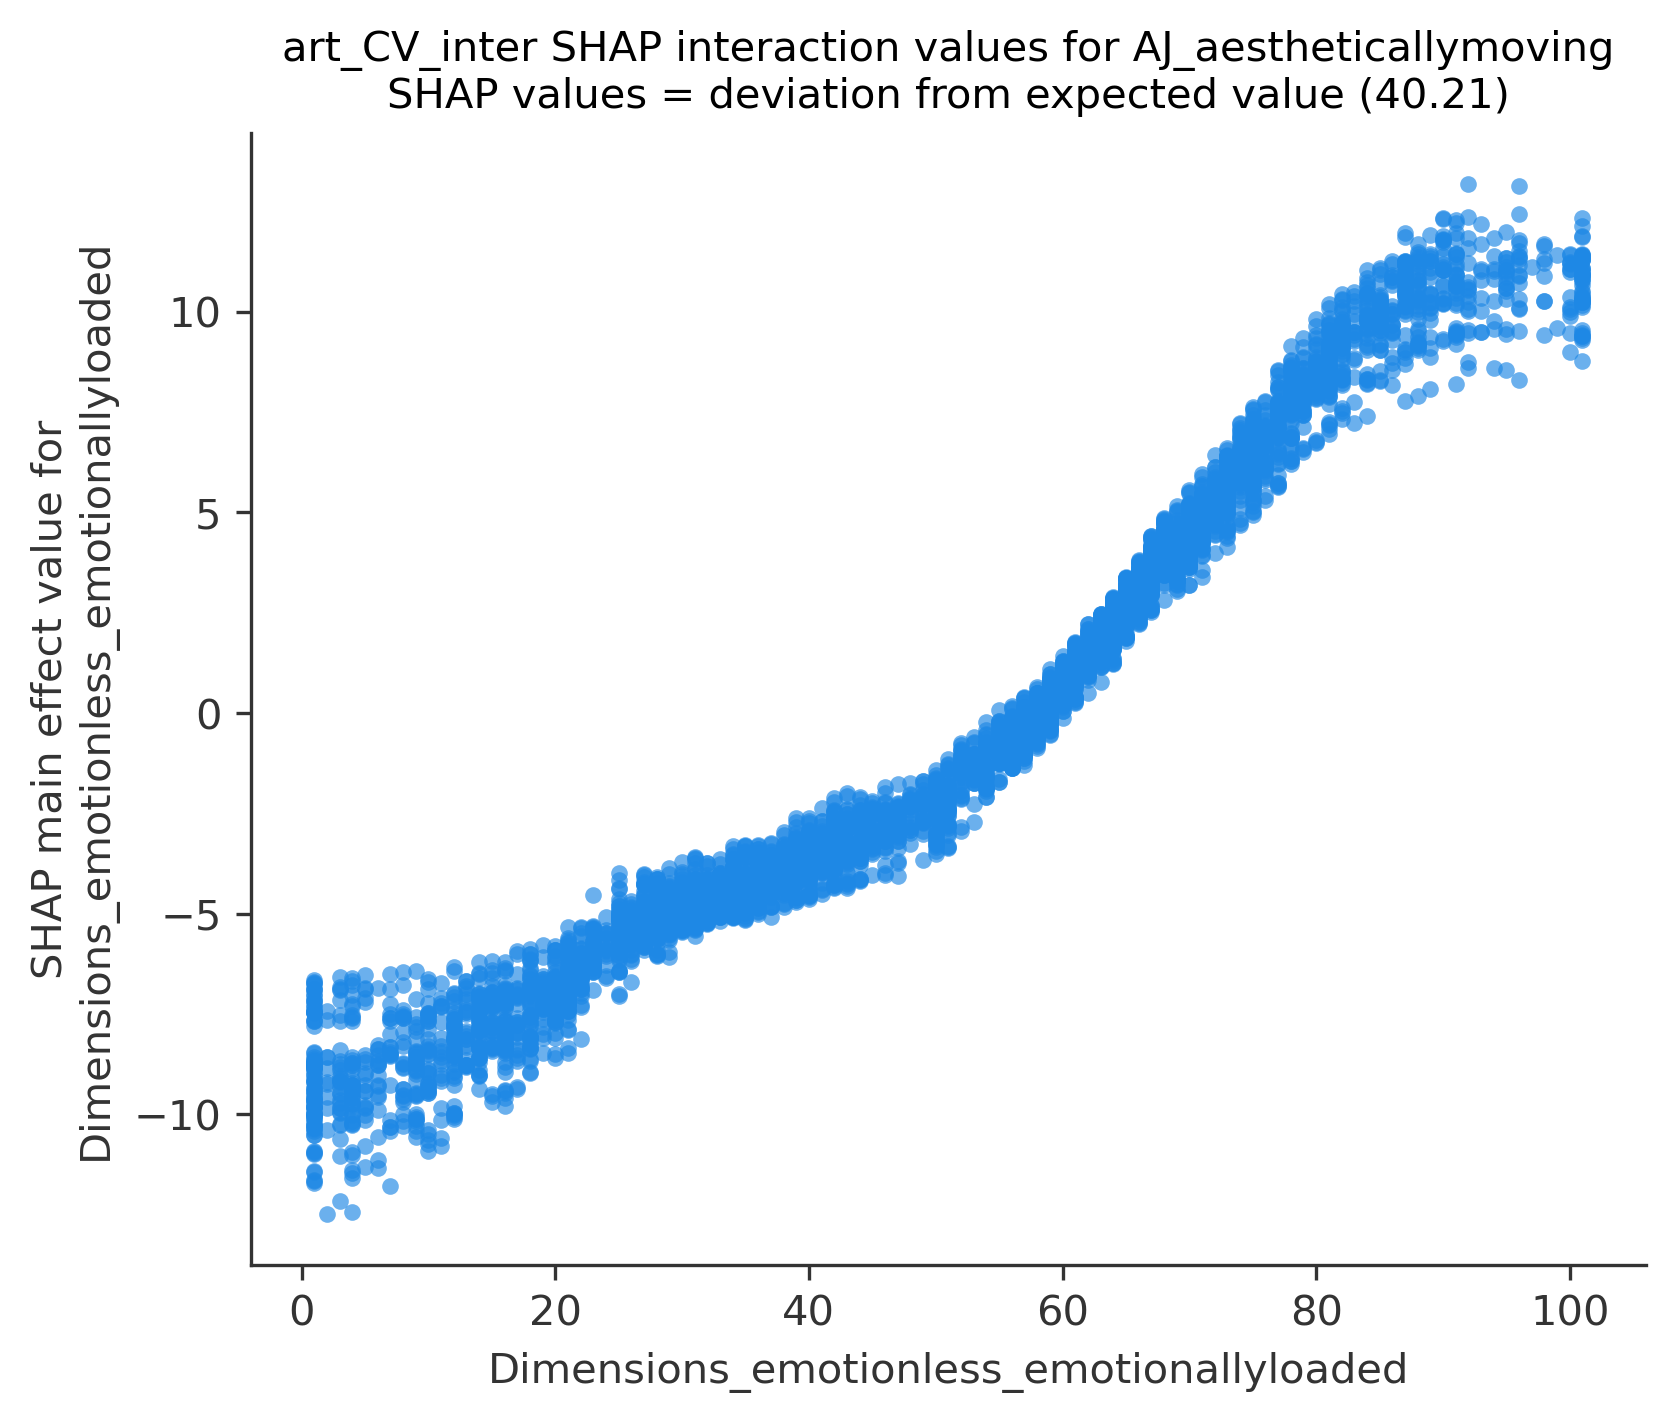 art_CV_inter SHAP interaction values for AJ_aestheticallymoving
SHAP values = deviation from expected value (40.21)
SHAP main effect value for
Dimensions_emotionless_emotionallyloaded
10
5
0
−5
−10
0
20
40
60
80
100
Dimensions_emotionless_emotionallyloaded